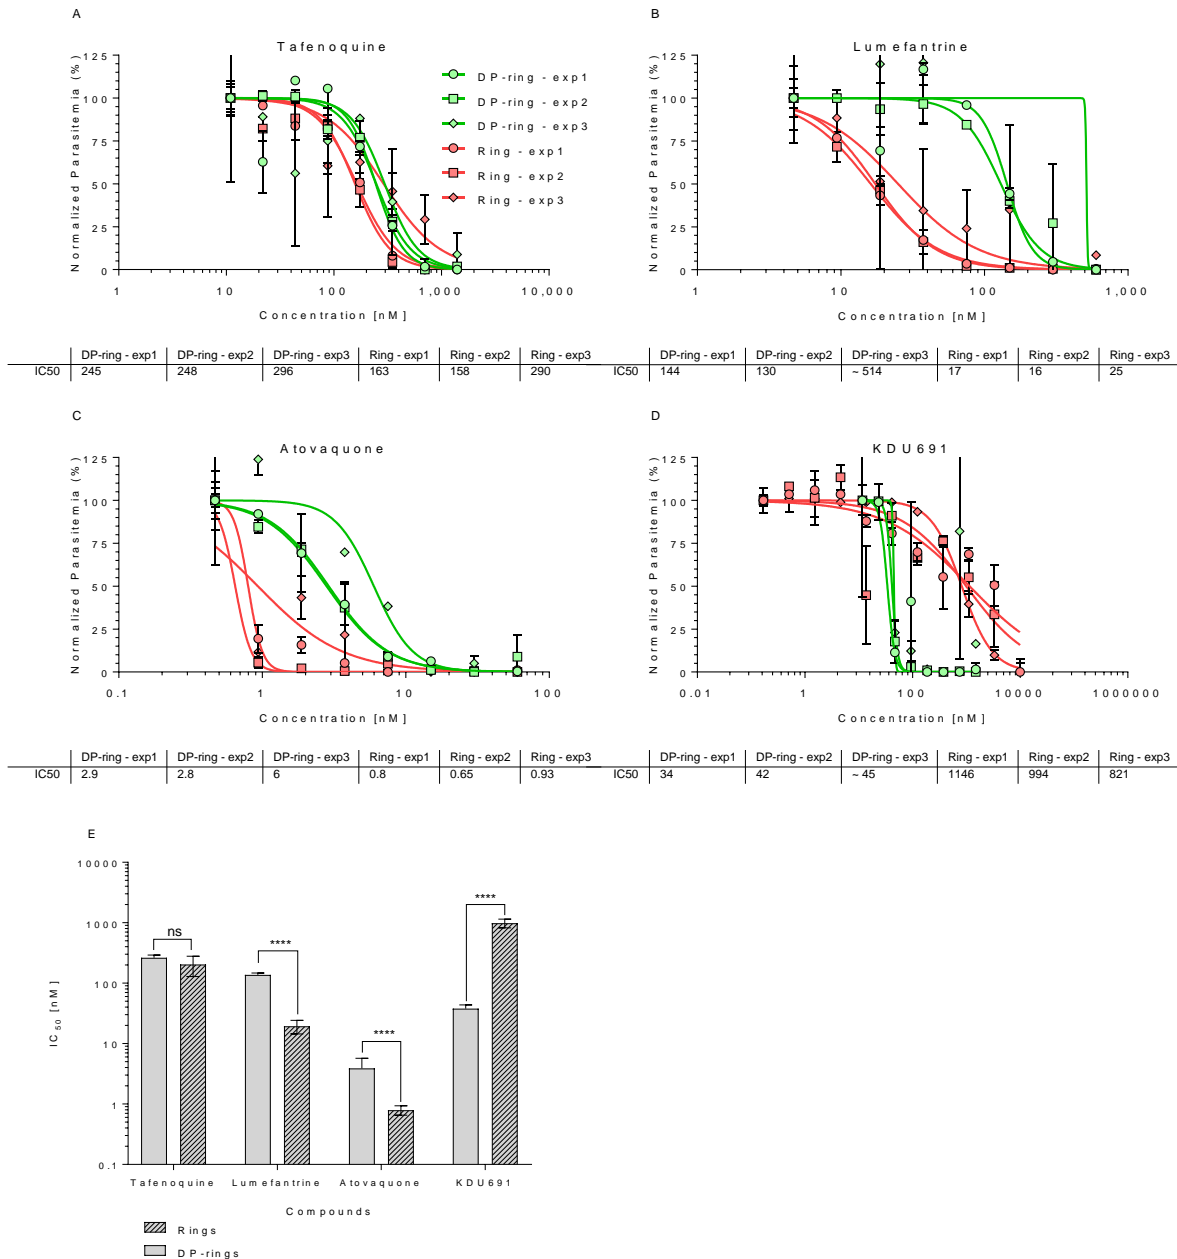 A
Tafenoquine
Normalized Parasitemia (%)
125
100
75
50
25
0
1
10
100
1,000
10,000
Concentration [nM]
DP-ring - exp1
DP-ring - exp2
DP-ring - exp3
Ring - exp1
Ring - exp2
Ring - exp3
DP-ring - exp1 DP-ring - exp2 DP-ring - exp3 Ring - exp1 Ring - exp2 Ring - exp3
IC50 245 248 296 163 158 290
B
Lumefantrine
Normalized Parasitemia (%)
125
100
75
50
25
0
1
10
100
1,000
Concentration [nM]
DP-ring - exp1 DP-ring - exp2 DP-ring - exp3 Ring - exp1 Ring - exp2 Ring - exp3
IC50 144 130 ~ 514 17 16 25
C
Atovaquone
Normalized Parasitemia (%)
125
100
75
50
25
0
0.1
1
10
100
Concentration [nM]
DP-ring - exp1 DP-ring - exp2 DP-ring - exp3 Ring - exp1 Ring - exp2 Ring - exp3
IC50 2.9 2.8 6 0.8 0.65 0.93
D
KDU691
Normalized Parasitemia (%)
125
100
75
50
25
0
0.01
1
100
10000
1000000
Concentration [nM]
DP-ring - exp1 DP-ring - exp2 DP-ring - exp3 Ring - exp1 Ring - exp2 Ring - exp3
IC50 34 42 ~ 45 1146 994 821
E
IC50 [nM]
10000
1000
100
10
1
0.1
ns
****
****
****
Tafenoquine
Lumefantrine
Atovaquone
KDU691
Compounds
Rings
DP-rings